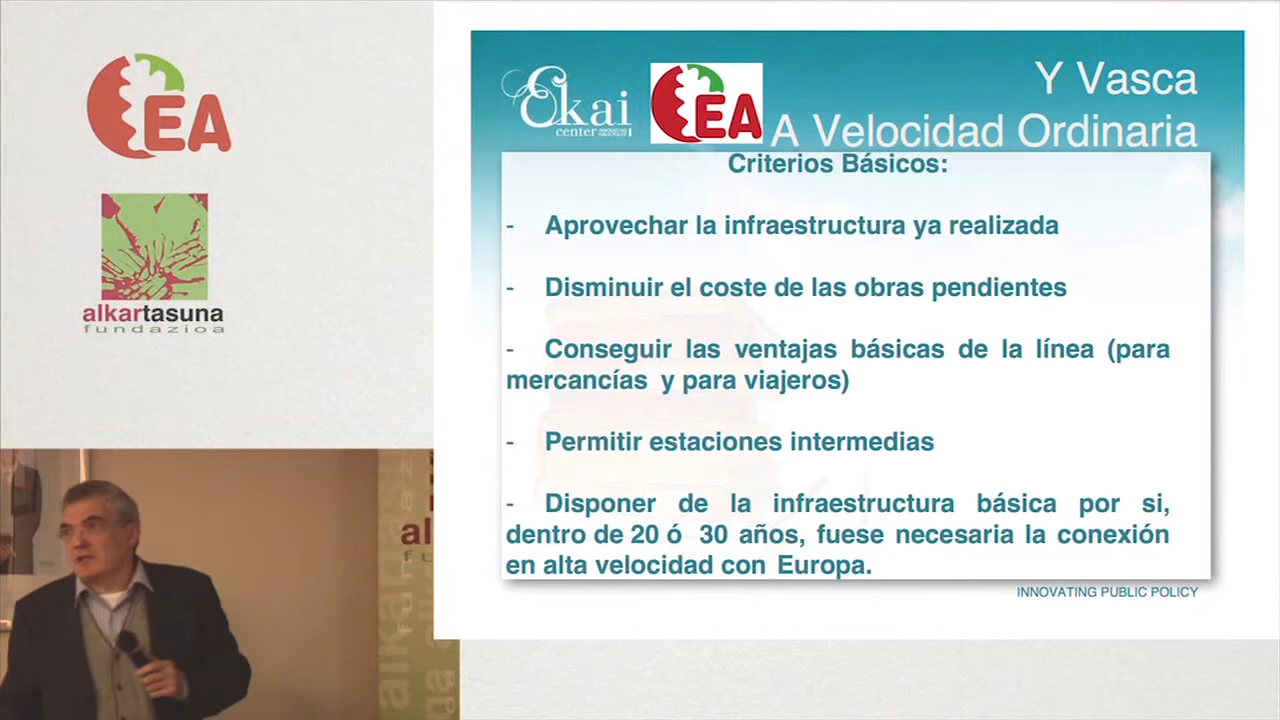 EA
alkartasuna
fundazioa
Ekai
center
EA
Y Vasca
A Velocidad Ordinaria
Criterios Básicos:
- Aprovechar la infraestructura ya realizada
- Disminuir el coste de las obras pendientes
- Conseguir las ventajas básicas de la línea (para
mercancías y para viajeros)
- Permitir estaciones intermedias
- Disponer de la infraestructura básica por si,
dentro de 20 ó 30 años, fuese necesaria la conexión
en alta velocidad con Europa.
INNOVATING PUBLIC POLICY